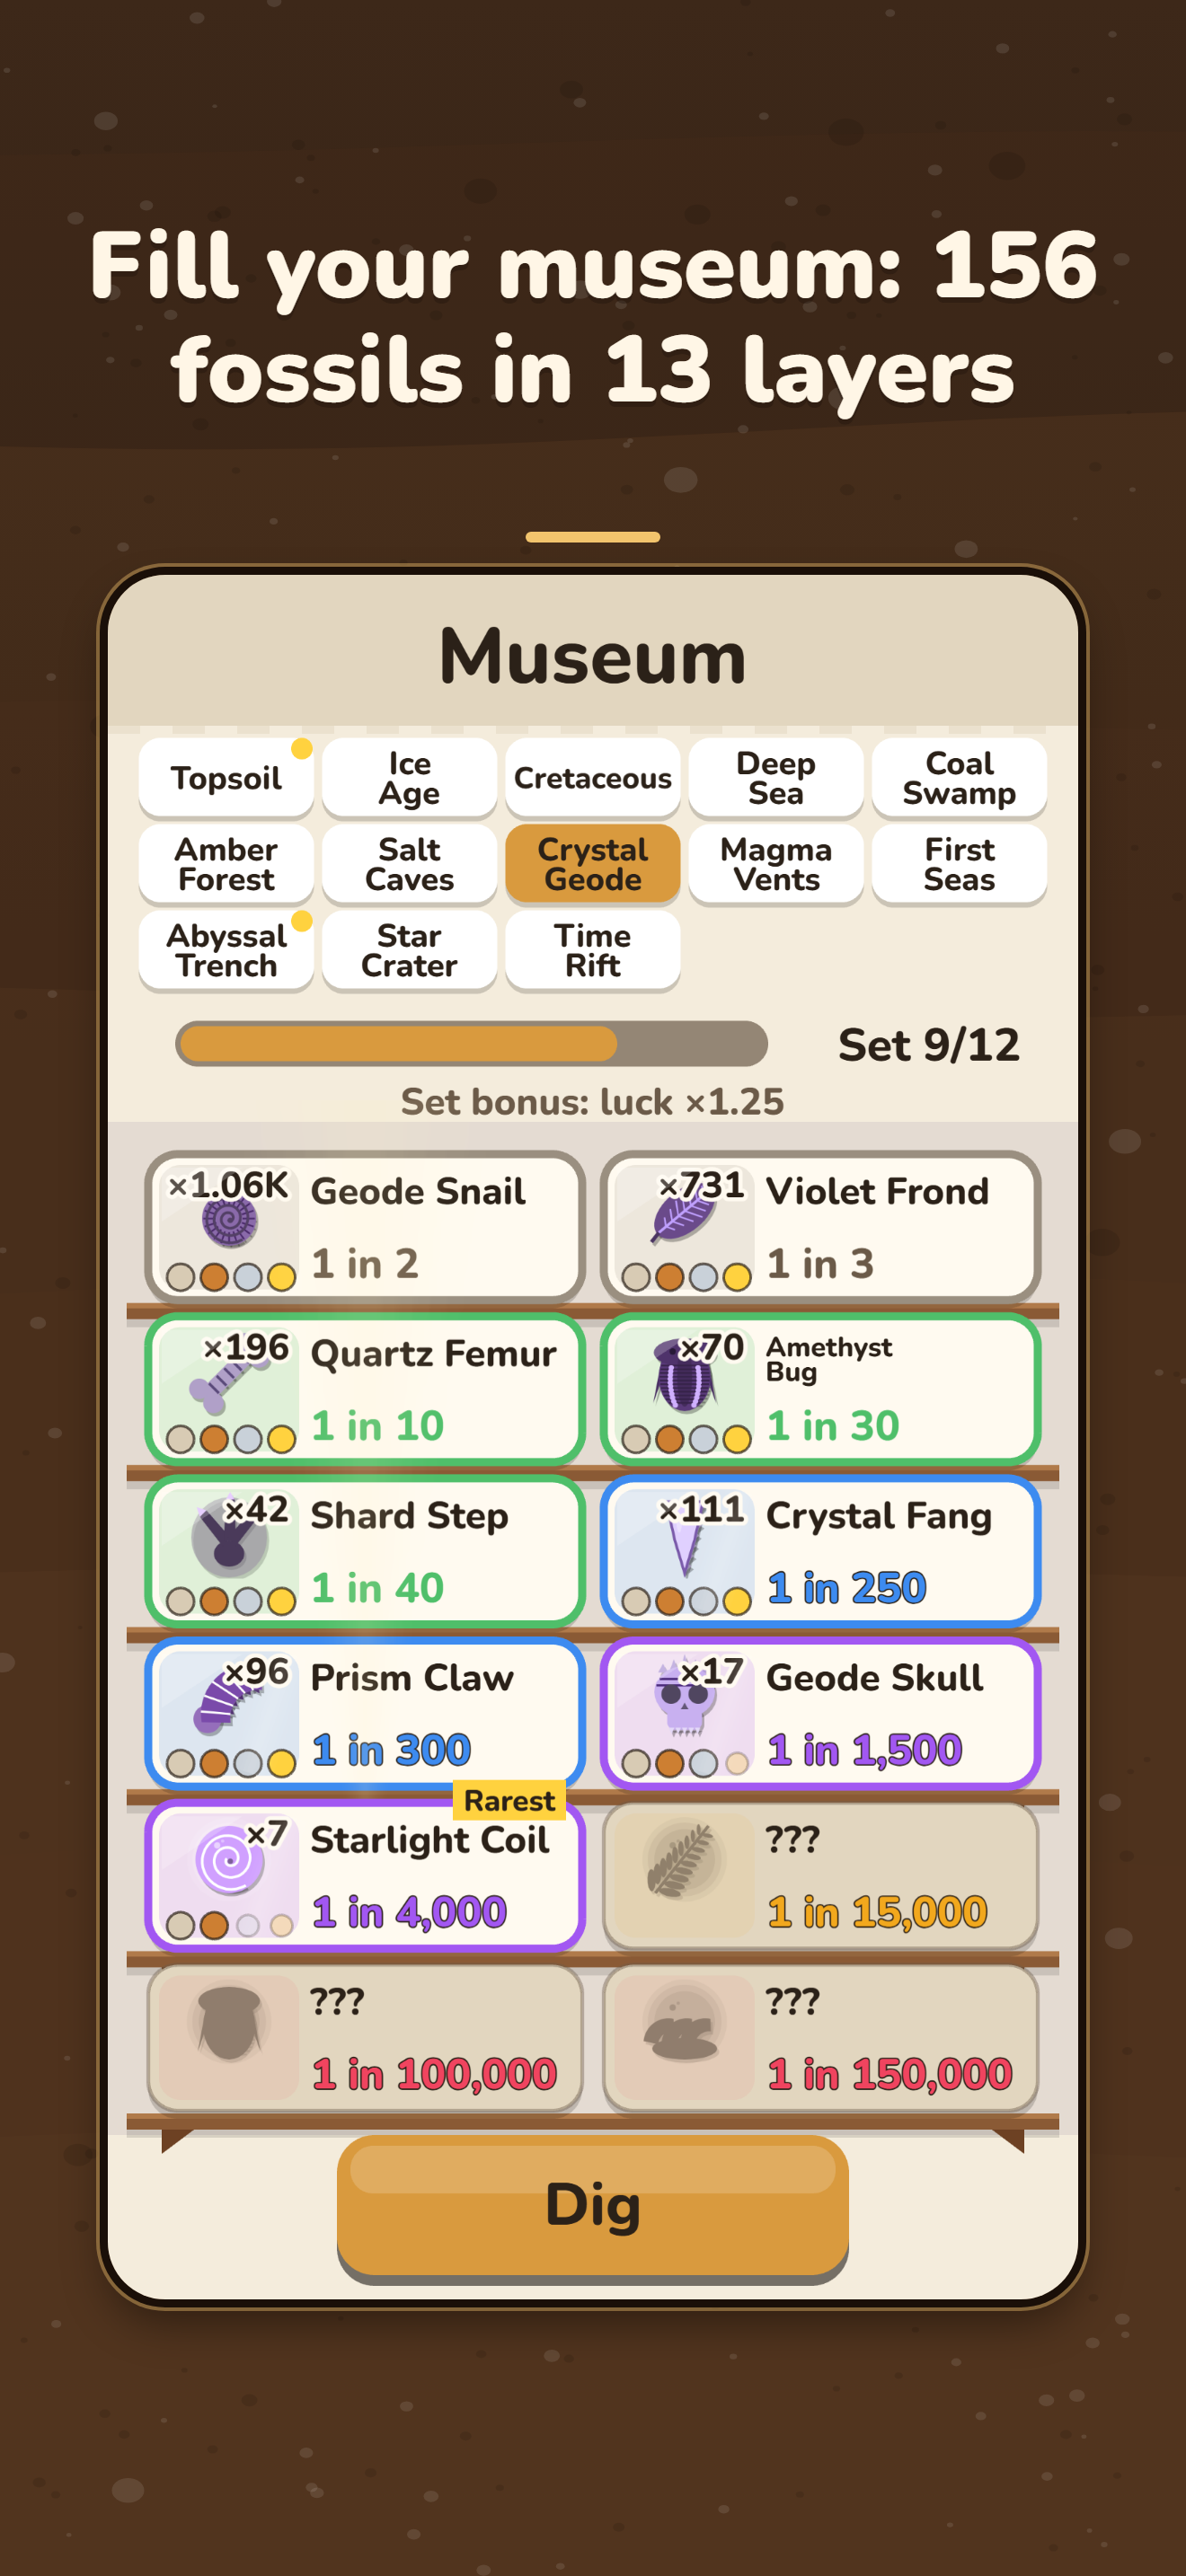 Fill your museum: 156
fossils in 13 layers
Museum
Topsoil
Ice
Age
Cretaceous
Deep
Sea
Coal
Swamp
Amber
Forest
Salt
Caves
Crystal
Geode
Magma
Vents
First
Seas
Abyssal
Trench
Star
Crater
Time
Rift
Set 9/12
Set bonus: luck ×1.25
×1.06K
Geode Snail
1 in 2
×731
Violet Frond
1 in 3
×196
Quartz Femur
1 in 10
×70
Amethyst
Bug
1 in 30
×42
Shard Step
1 in 40
×111
Crystal Fang
1 in 250
×96
Prism Claw
1 in 300
×17
Geode Skull
1 in 1,500
Rarest
×7
Starlight Coil
1 in 4,000
???
1 in 15,000
???
1 in 100,000
???
1 in 150,000
Dig